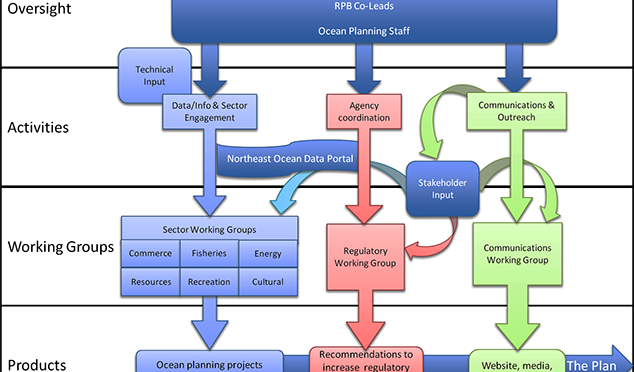 Oversight
RPB Co-Leads
Ocean Planning Staff
Technical
Input
Activities
Data/Info & Sector
Engagement
Agency
coordination
Communications &
Outreach
Northeast Ocean Data Portal
Stakeholder
Input
Working Groups
Sector Working Groups
Commerce
Fisheries
Energy
Resources
Recreation
Cultural
Regulatory
Working Group
Communications
Working Group
Products
Ocean planning projects
Recommendations to
increase regulatory
Website, media,
The Plan